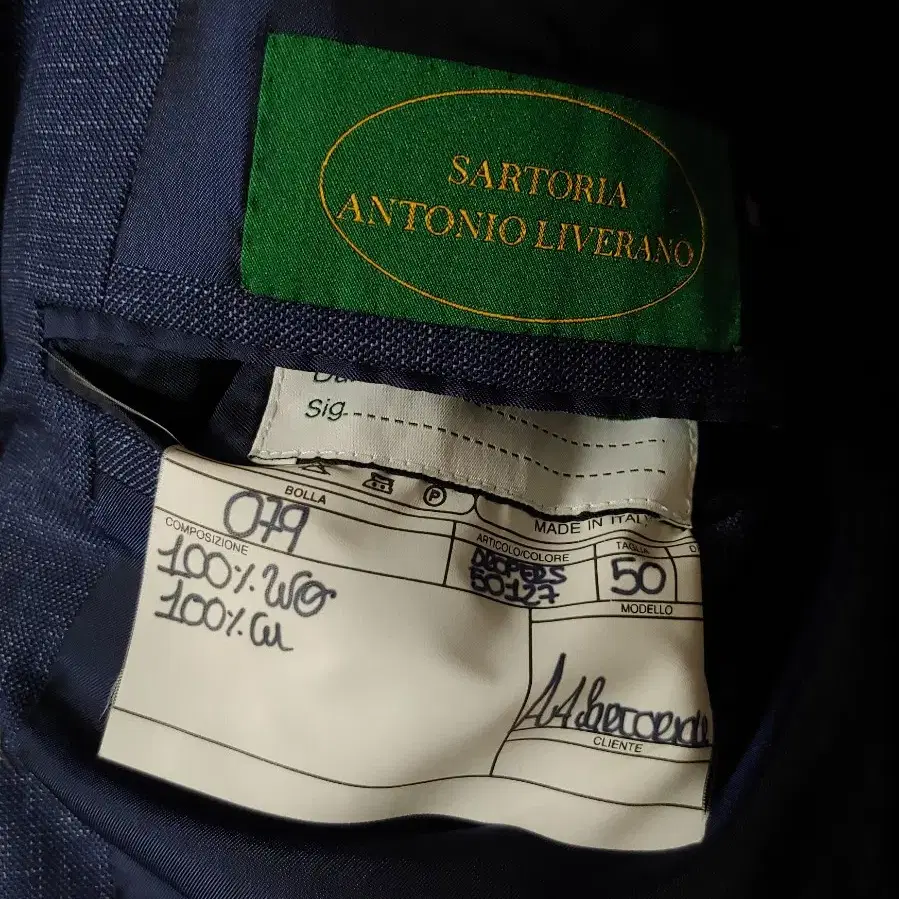 SARTORIA
ANTONIO LIVERANO
Sig.
P
BOLLA
079
MADE IN ITALY
COMPOSIZIONE
100% WO
100% Cu
ARTICOLO/COLORE
50127
TAGLIA
50
MODELLO
CLIENTE